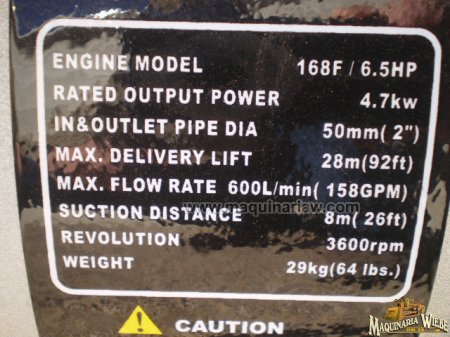 ENGINE MODEL 168F / 6.5HP
RATED OUTPUT POWER 4.7kw
IN&OUTLET PIPE DIA 50mm( 2")
MAX. DELIVERY LIFT 28m(92ft)
MAX. FLOW RATE 600L/min( 158GPM)
www.maquinariaw.com
SUCTION DISTANCE 8m( 26ft)
REVOLUTION 3600rpm
WEIGHT 29kg(64 lbs.)
CAUTION
MAQUINARIA WIEBE